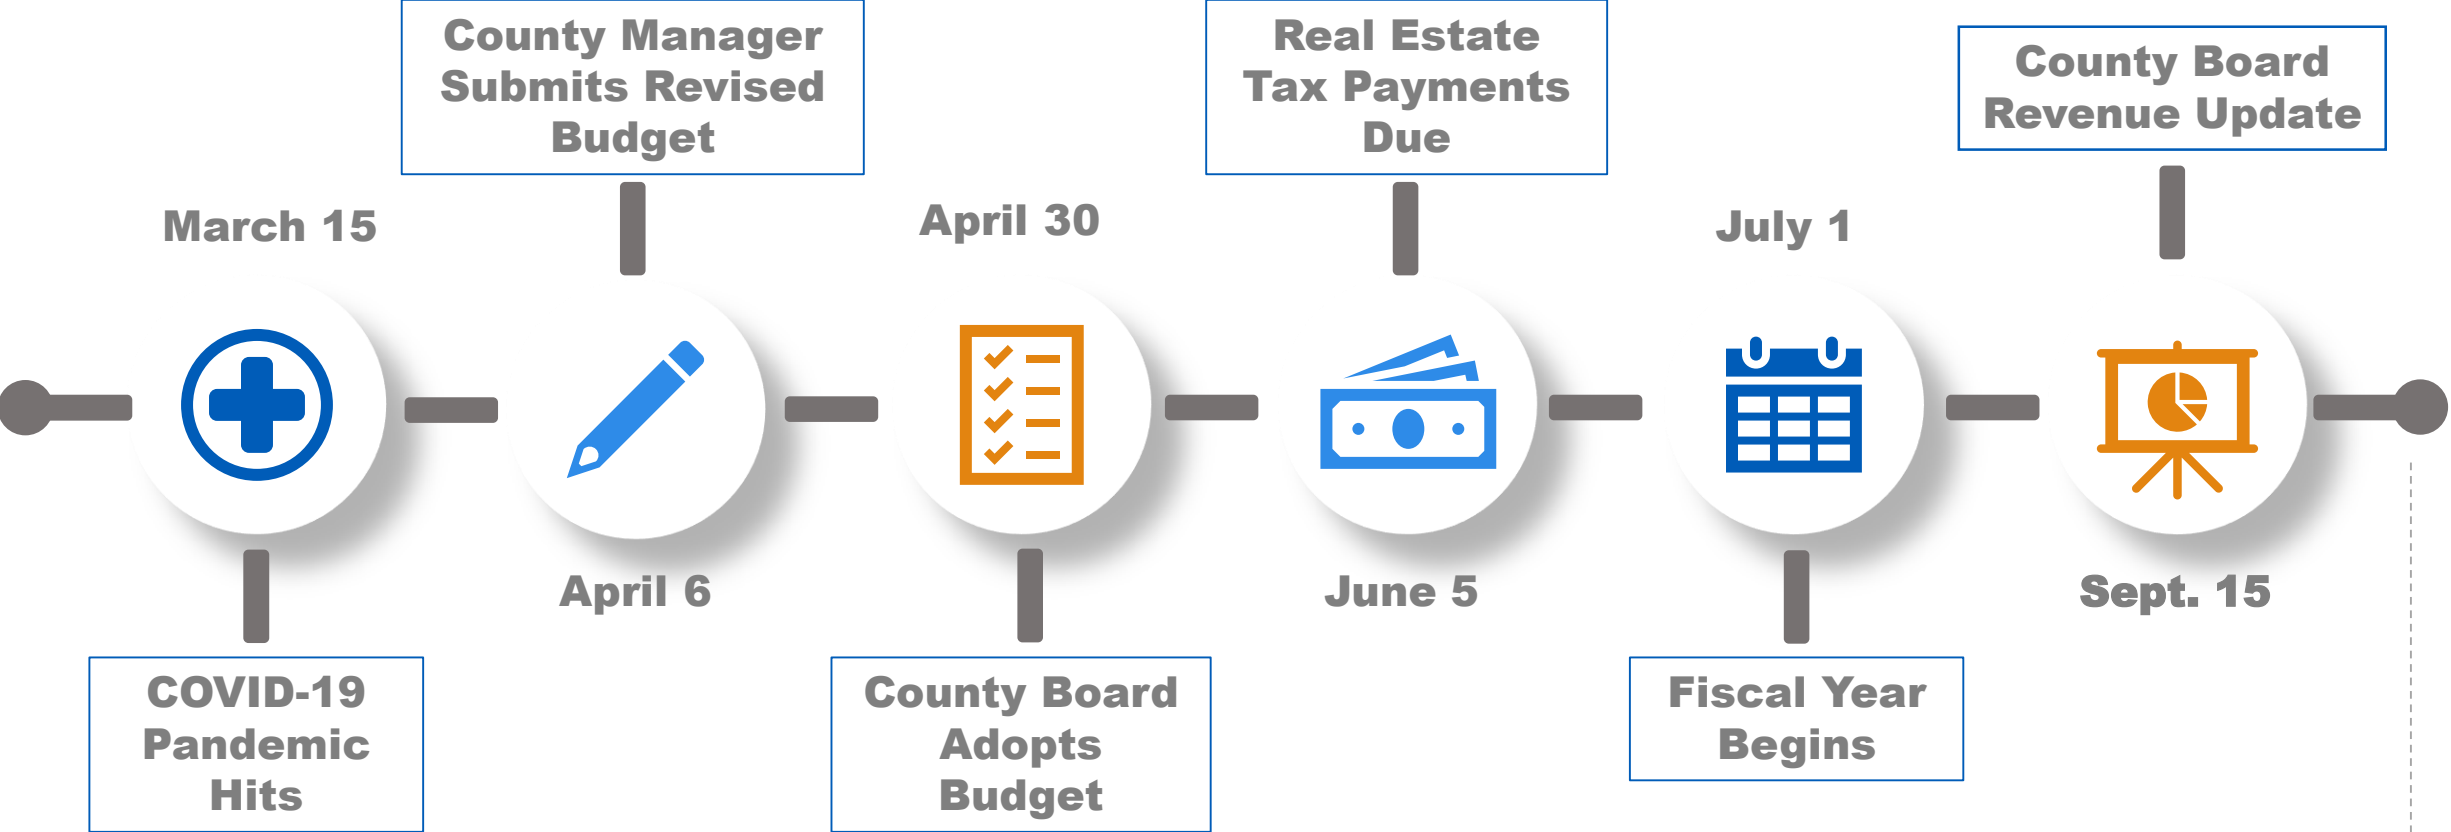 March 15
COVID-19
Pandemic
Hits
County Manager
Submits Revised
Budget
April 6
April 30
County Board
Adopts
Budget
Real Estate
Tax Payments
Due
June 5
July 1
Fiscal Year
Begins
County Board
Revenue Update
Sept. 15